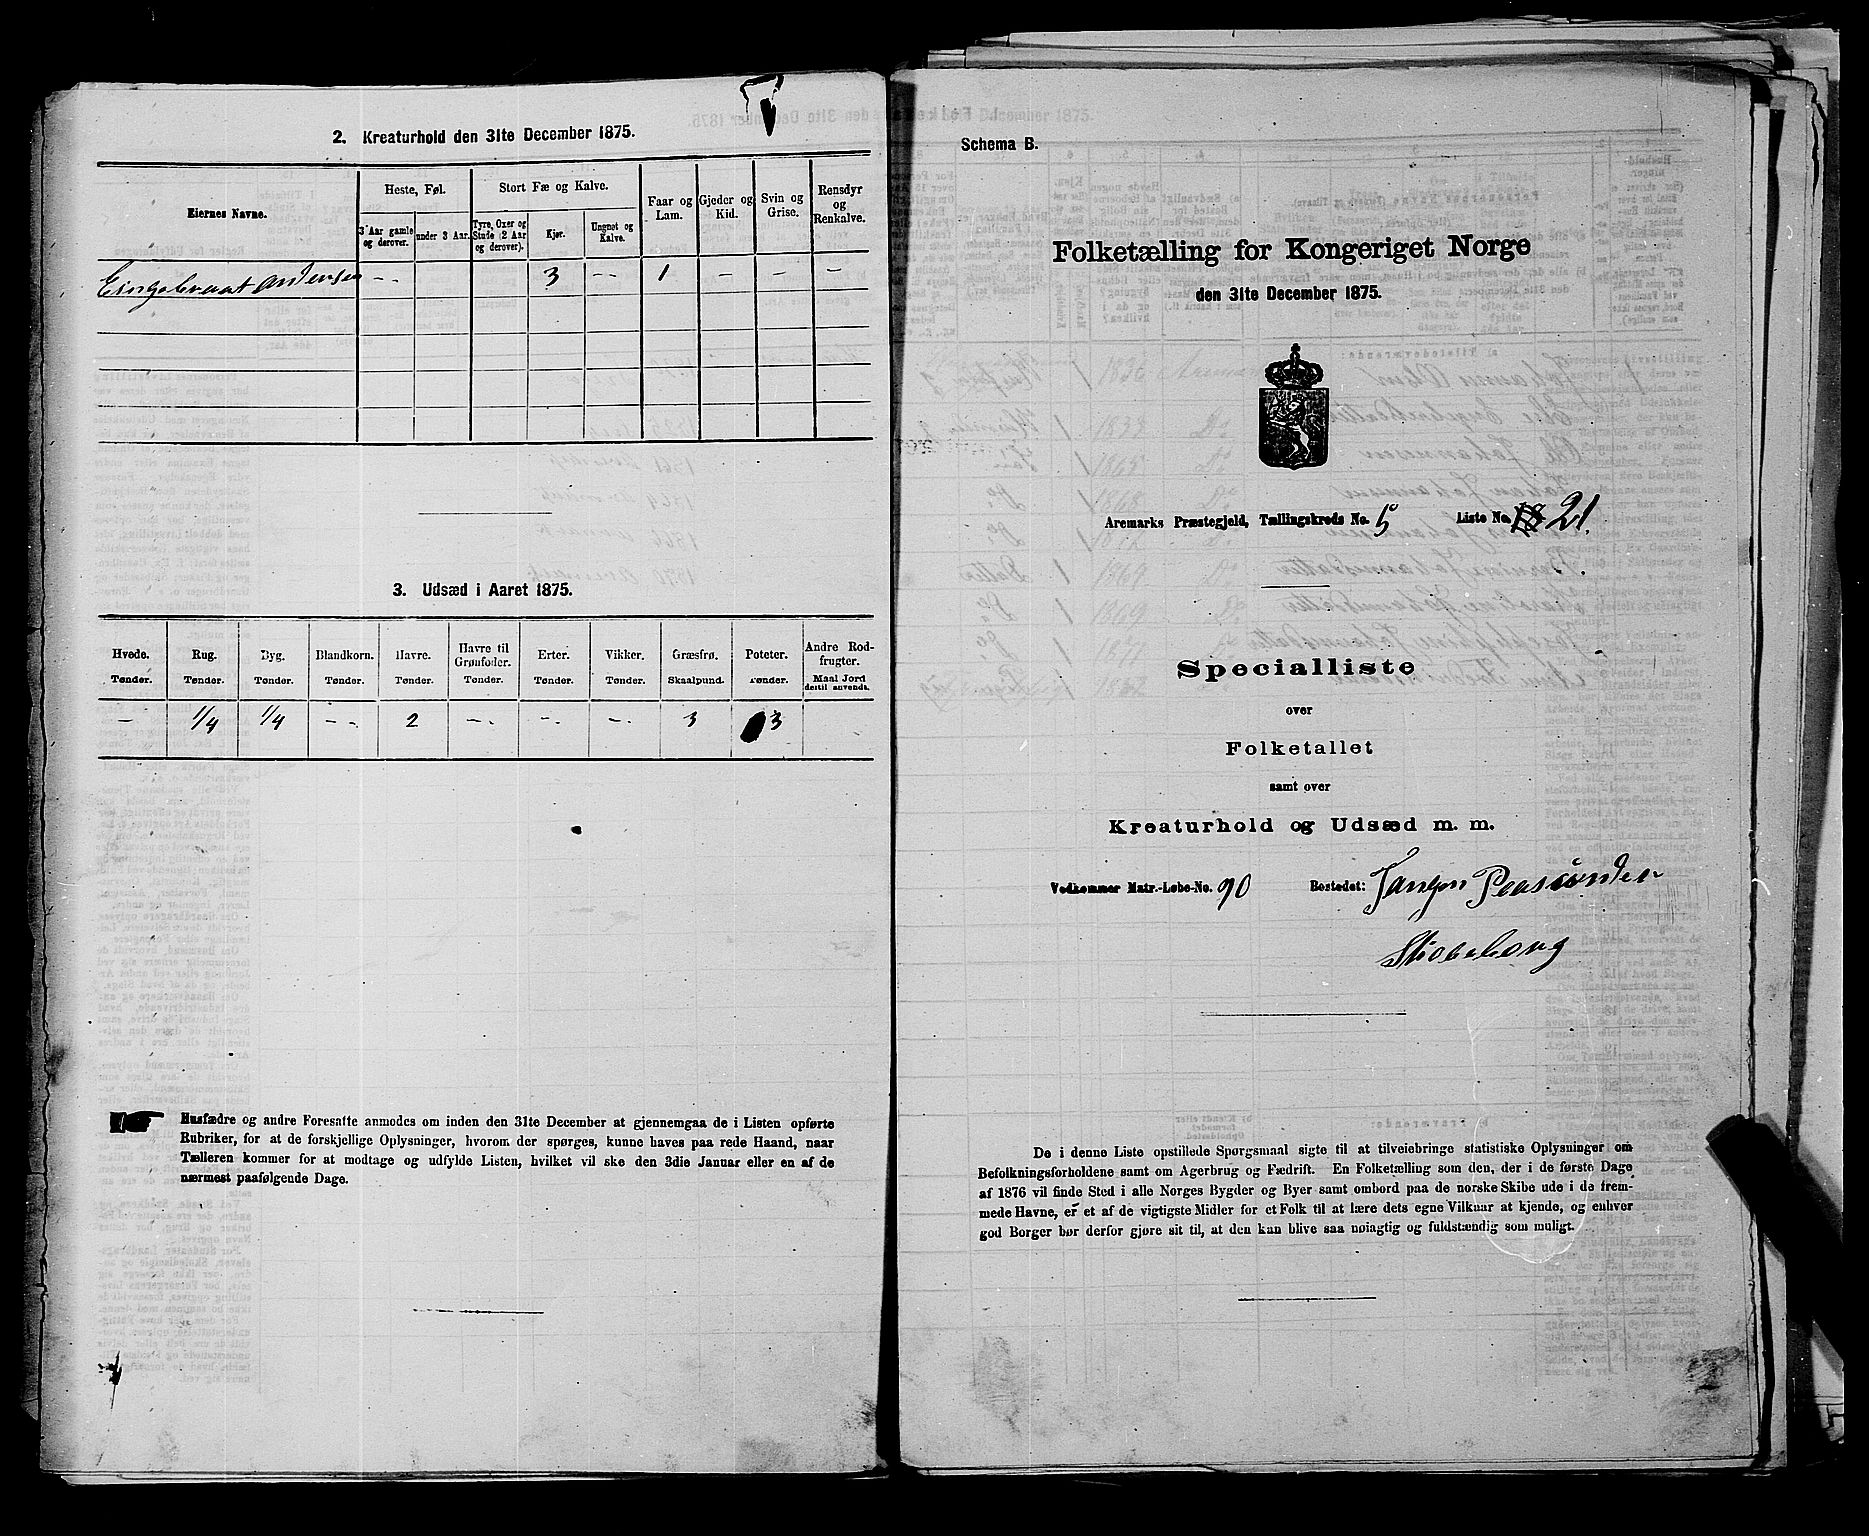 2. Kreaturhold den 31te December 1875.
Eiernes Navne.
Heste, Føl.
Stort Fæ og Kalve.
Faar og Lam.
Gjeder og Kid.
Svin og Grise.
Rensdyr og Renkalve.
3 Aar gamle og derover.
under 3 Aar.
Tyre, Oxer og Stude (2 Aar og derover).
Kjør.
Ungnøt og Kalve.
Eingebraat Andersen -- 3 -- 1 - - -
3. Udsæd i Aaret 1875.
Hvede. Rug. Byg. Blandkorn. Havre. Havre til Grønfoder. Erter. Vikker. Græsfrø. Poteter. Andre Rodfrugter.
Tønder. Tønder. Tønder. Tønder. Tønder. Tønder. Tønder. Tønder. Skaalpund. Tønder. Maal Jord dertil anvendt.
- 1/4 1/4 -- 2 -- -- -- 3 3
Husfædre og andre Foresatte anmodes om inden den 31te December at gjennemgaa de i Listen opførte
Rubriker, for at de forskjellige Oplysninger, hvorom der spørges, kunne haves paa rede Haand, naar
Tælleren kommer for at modtage og udfylde Listen, hvilket vil ske den 3die Januar eller en af de
nærmest paafølgende Dage.
Schema B.
Folketælling for Kongeriget Norge
den 31te December 1875.
Aremarks Præstegjeld, Tællingskreds No. 5 Liste No. 21.
Specialliste
over
Folketallet
samt over
Kreaturhold og Udsæd m. m.
Vedkommer Matr.-Løbe-No. 90 Bostedet:
De i denne Liste opstillede Spørgsmaal sigte til at tilveiebringe statistiske Oplysninger om
Befolkningsforholdene samt om Agerbrug og Fædrift. En Folketælling som den, der i de første Dage
af 1876 vil finde Sted i alle Norges Bygder og Byer samt ombord paa de norske Skibe ude i de frem-
mede Havne, er et af de vigtigste Midler for et Folk til at lære dets egne Vilkaar at kjende, og enhver
god Borger bør derfor gjøre sit til, at den kan blive saa nøiagtig og fuldstændig som muligt.